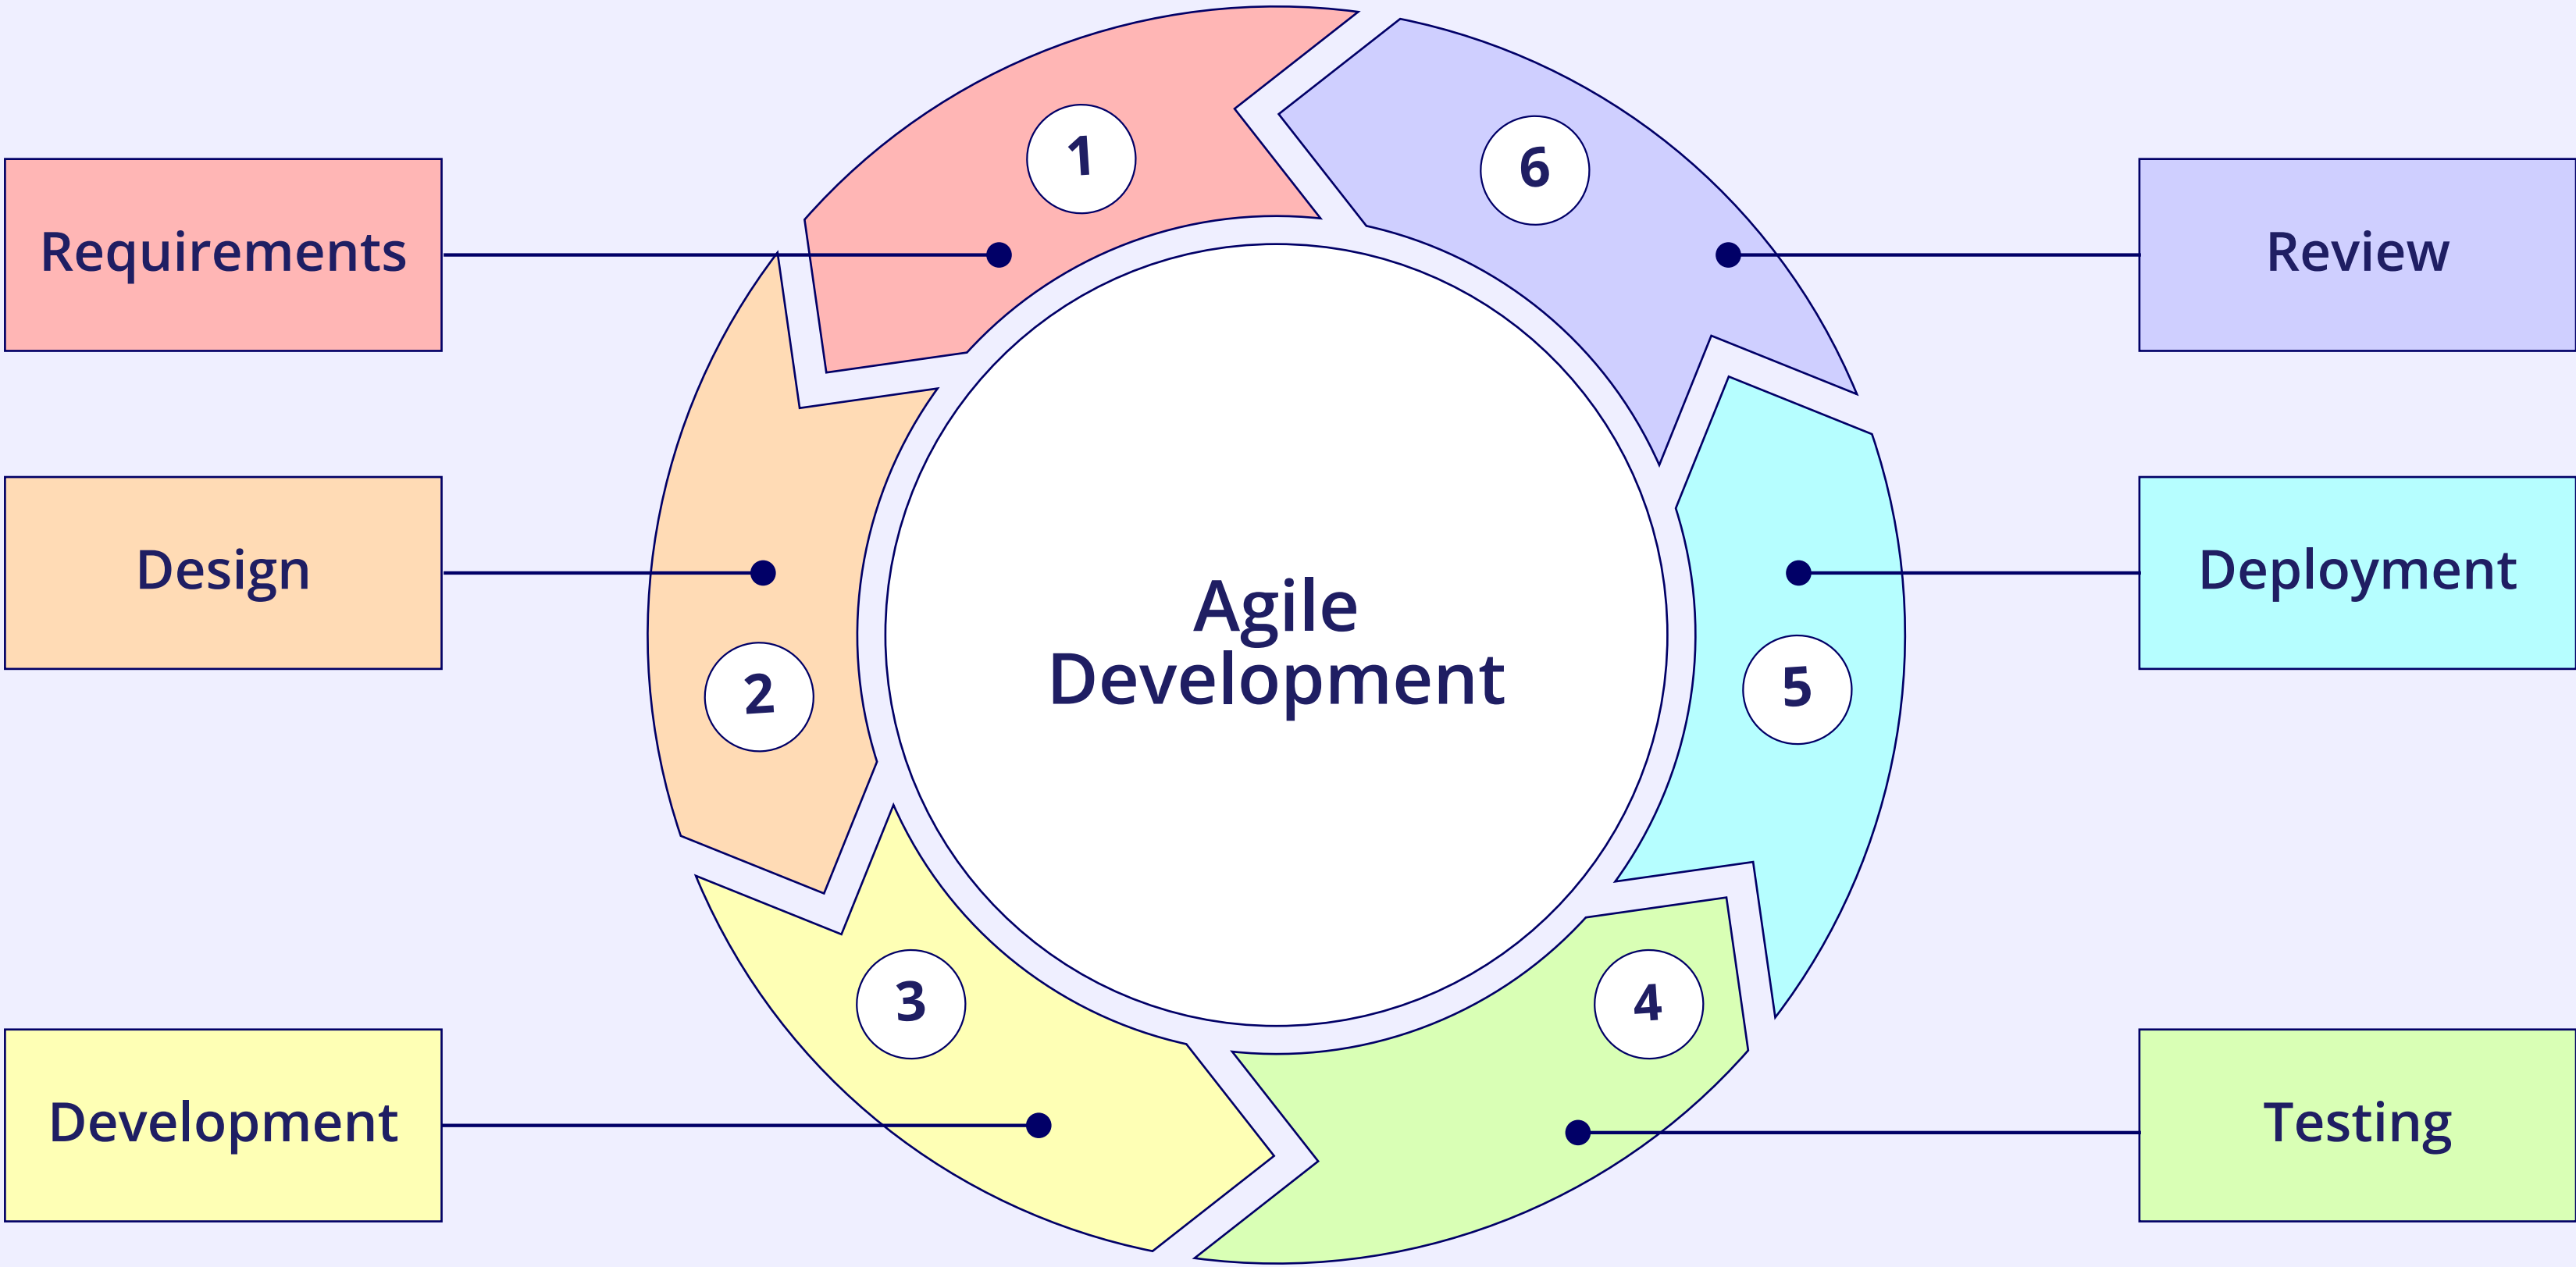 1
6
Requirements
Review
Design
Deployment
Agile
Development
2
5
3
4
Development
Testing